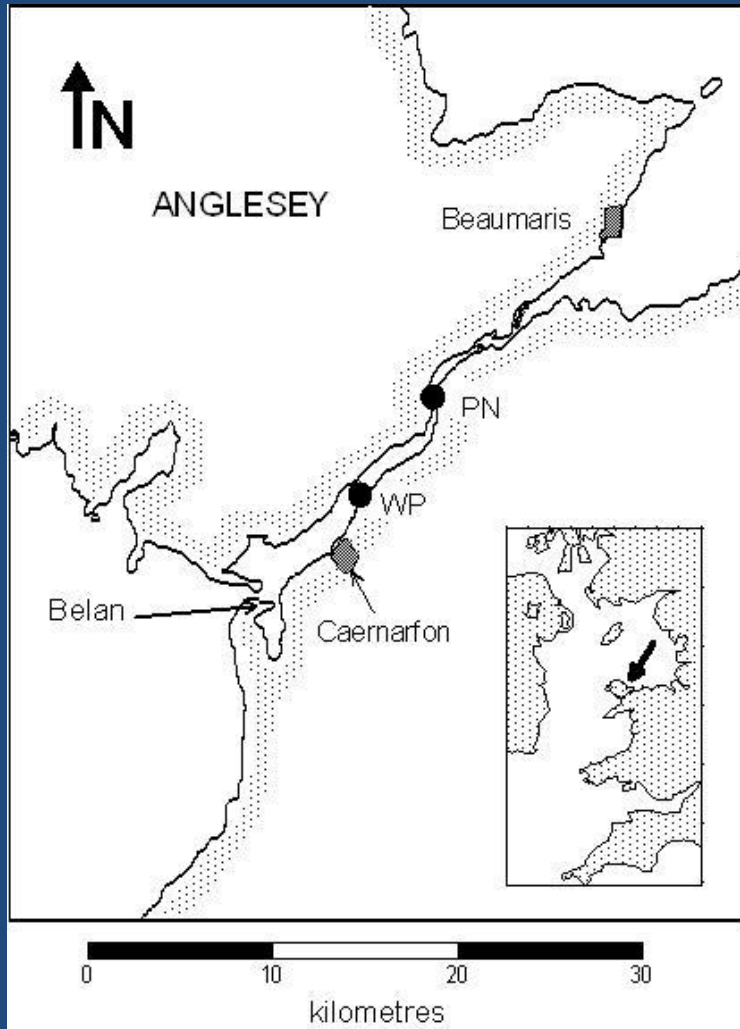 N
ANGLESEY
Beaumaris
PN
WP
Belan
Caernarfon
0 10 20 30
kilometres